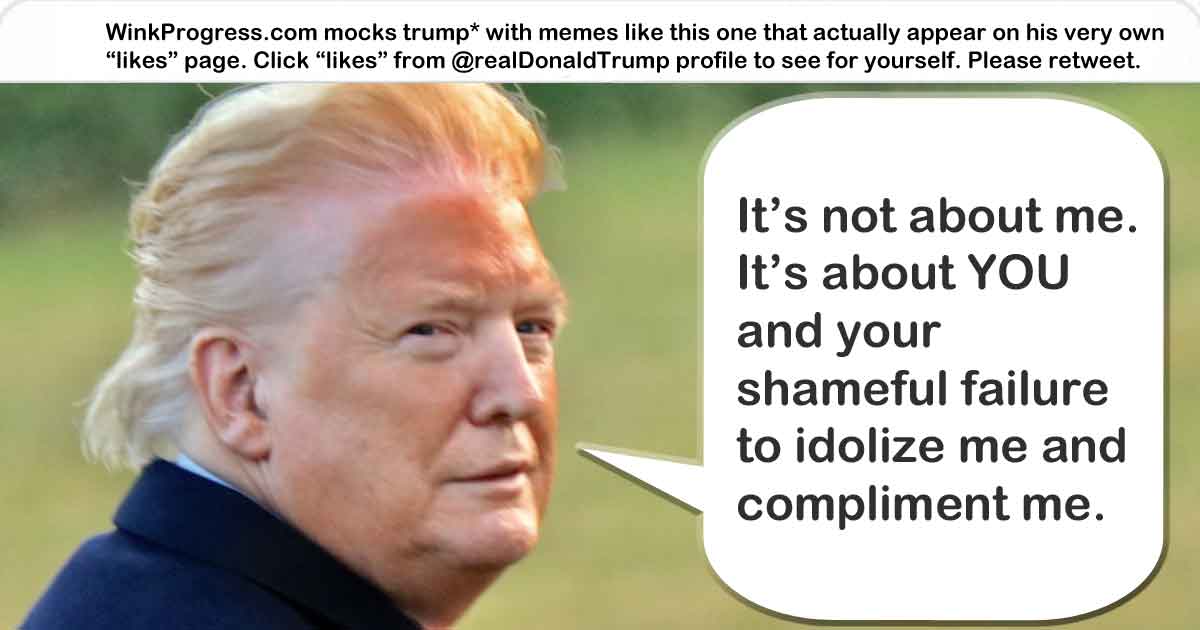 WinkProgress.com mocks trump* with memes like this one that actually appear on his very own
“likes” page. Click “likes” from @realDonaldTrump profile to see for yourself. Please retweet.
It’s not about me.
It’s about YOU
and your
shameful failure
to idolize me and
compliment me.